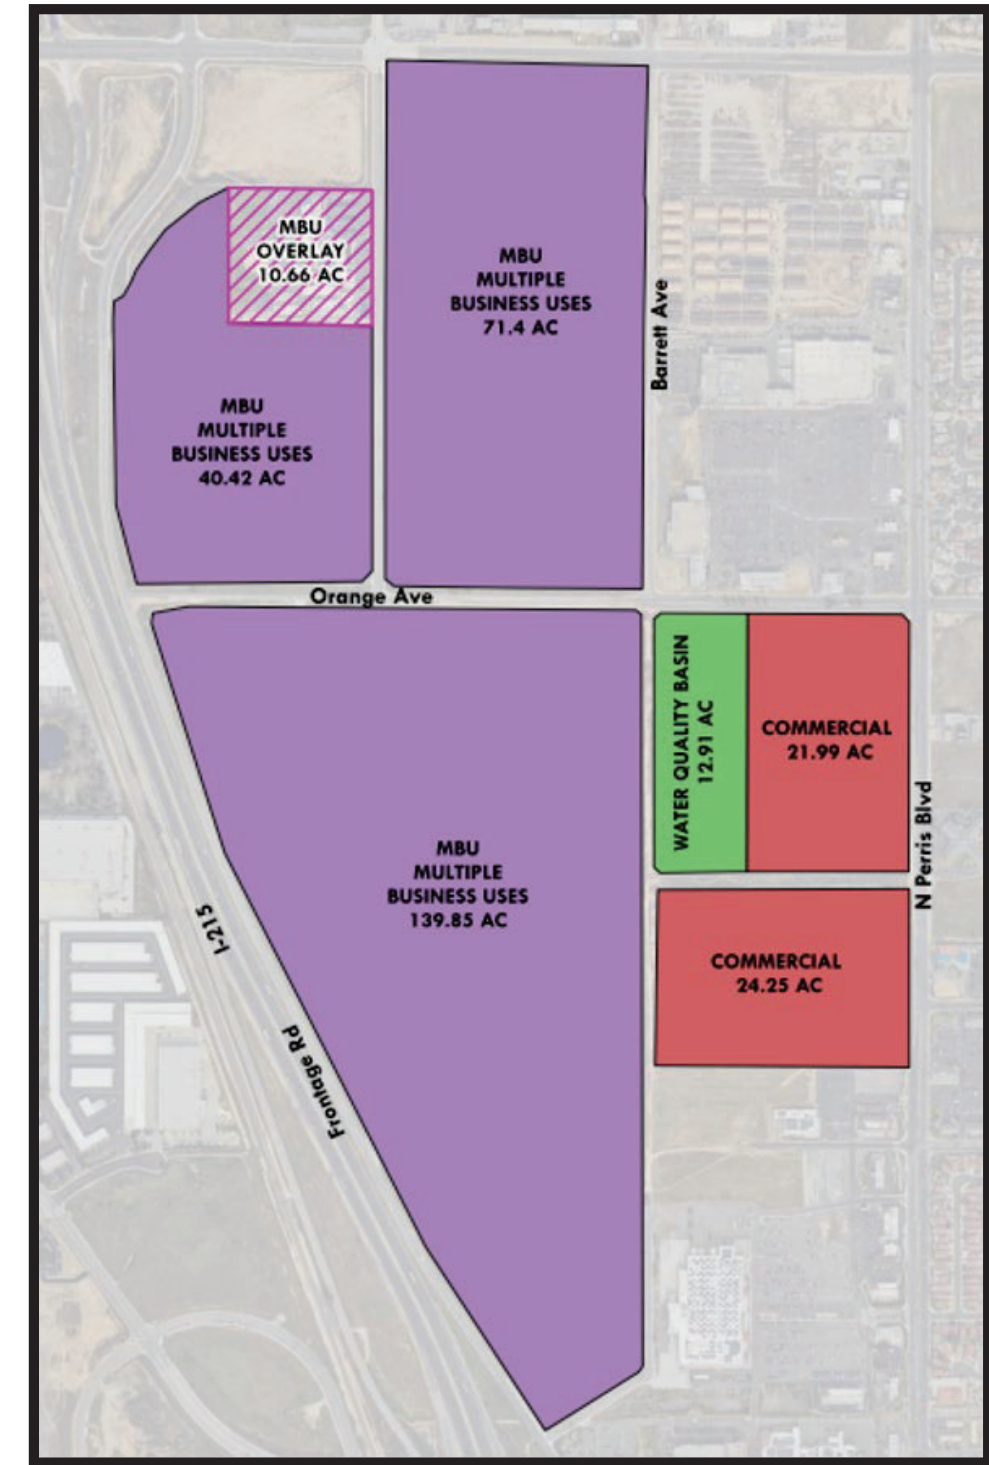 MBU
OVERLAY
10.66 AC
MBU
MULTIPLE
BUSINESS USES
71.4 AC
Barrett Ave
MBU
MULTIPLE
BUSINESS USES
40.42 AC
Orange Ave
WATER QUALITY BASIN
12.91 AC
COMMERCIAL
21.99 AC
N Perris Blvd
MBU
MULTIPLE
BUSINESS USES
139.85 AC
I-215
COMMERCIAL
24.25 AC
Frontage Rd